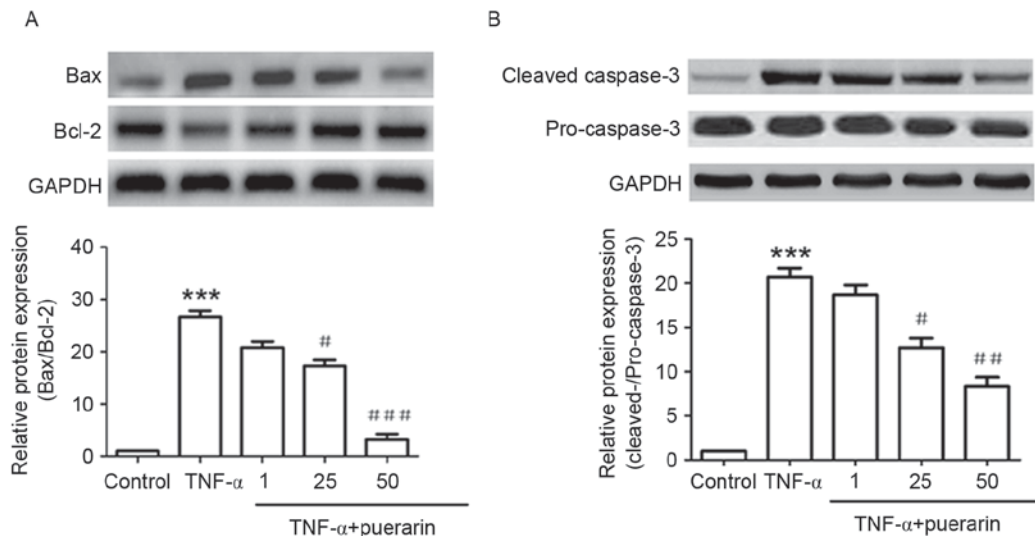 A
Bax
Bcl-2
GAPDH
Relative protein expression
(Bax/Bcl-2)
40
30
20
10
0
***
#
###
Control TNF-α 1 25 50
TNF-α+puerarin
B
Cleaved caspase-3
Pro-caspase-3
GAPDH
Relative protein expression
(cleaved-/Pro-caspase-3)
25
20
15
10
5
0
***
#
##
Control TNF-α 1 25 50
TNF-α+puerarin